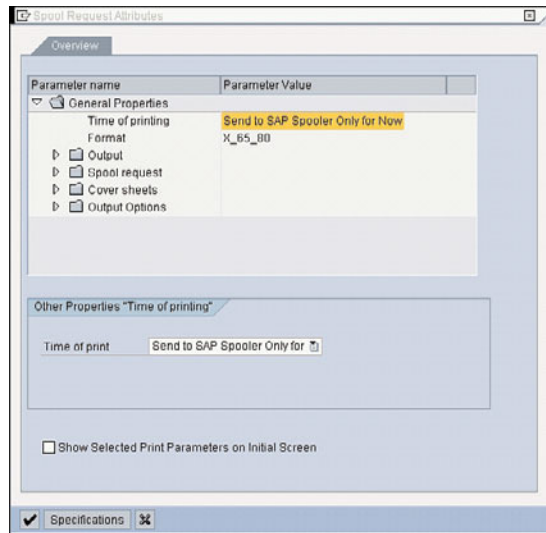 Spool Request Attributes
Overview
Parameter name Parameter Value
General Properties
Time of printing Send to SAP Spooler Only for Now
Format X_65_80
Output
Spool request
Cover sheets
Output Options
Other Properties "Time of printing"
Time of print Send to SAP Spooler Only for
Show Selected Print Parameters on Initial Screen
Specifications